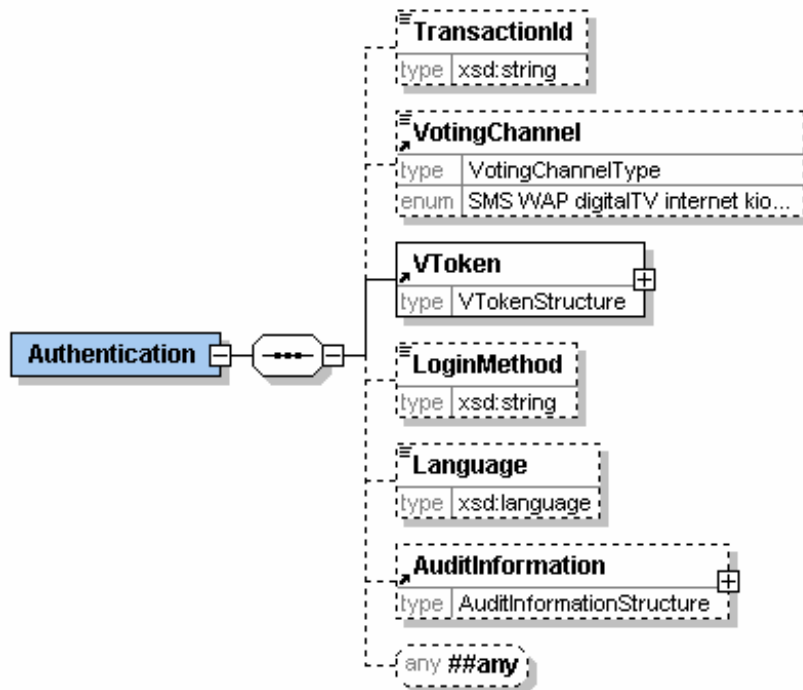 TransactionId
type xsd:string
VotingChannel
type VotingChannelType
enum SMS WAP digitalTV internet kio...
VToken
type VTokenStructure
Authentication
LoginMethod
type xsd:string
Language
type xsd:language
AuditInformation
type AuditInformationStructure
any ##any